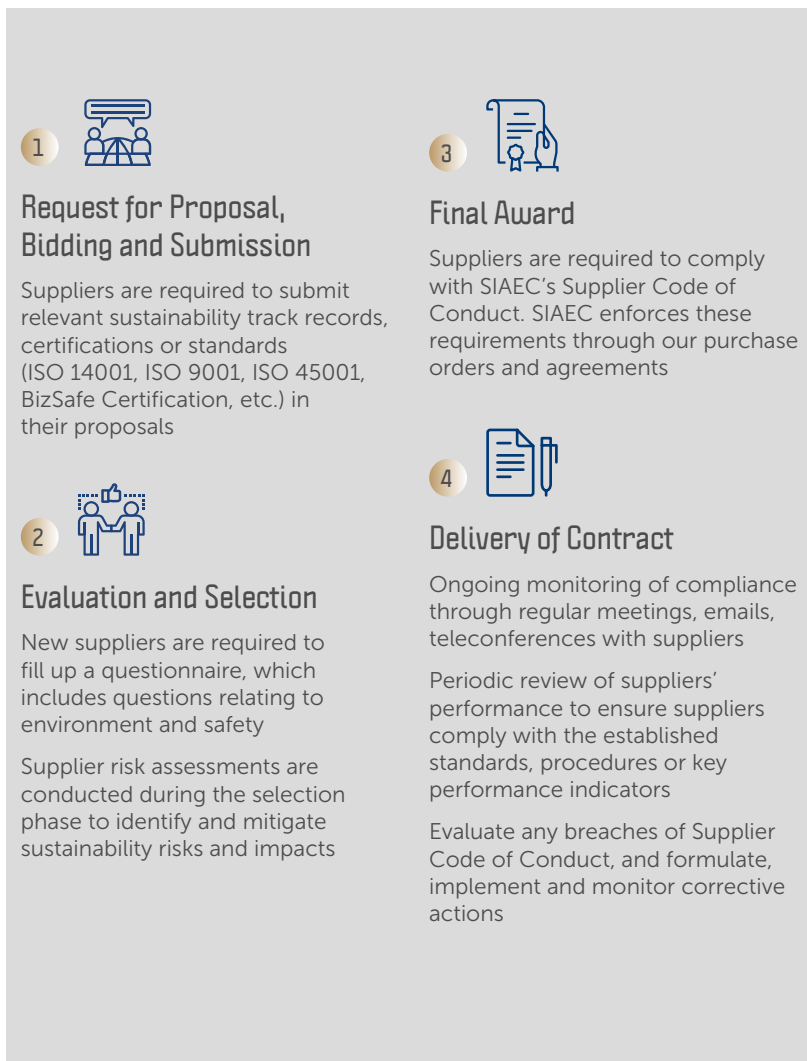 1
Request for Proposal,
Bidding and Submission
Suppliers are required to submit
relevant sustainability track records,
certifications or standards
(ISO 14001, ISO 9001, ISO 45001,
BizSafe Certification, etc.) in
their proposals
2
Evaluation and Selection
New suppliers are required to
fill up a questionnaire, which
includes questions relating to
environment and safety
Supplier risk assessments are
conducted during the selection
phase to identify and mitigate
sustainability risks and impacts
3
Final Award
Suppliers are required to comply
with SIAEC’s Supplier Code of
Conduct. SIAEC enforces these
requirements through our purchase
orders and agreements
4
Delivery of Contract
Ongoing monitoring of compliance
through regular meetings, emails,
teleconferences with suppliers
Periodic review of suppliers’
performance to ensure suppliers
comply with the established
standards, procedures or key
performance indicators
Evaluate any breaches of Supplier
Code of Conduct, and formulate,
implement and monitor corrective
actions